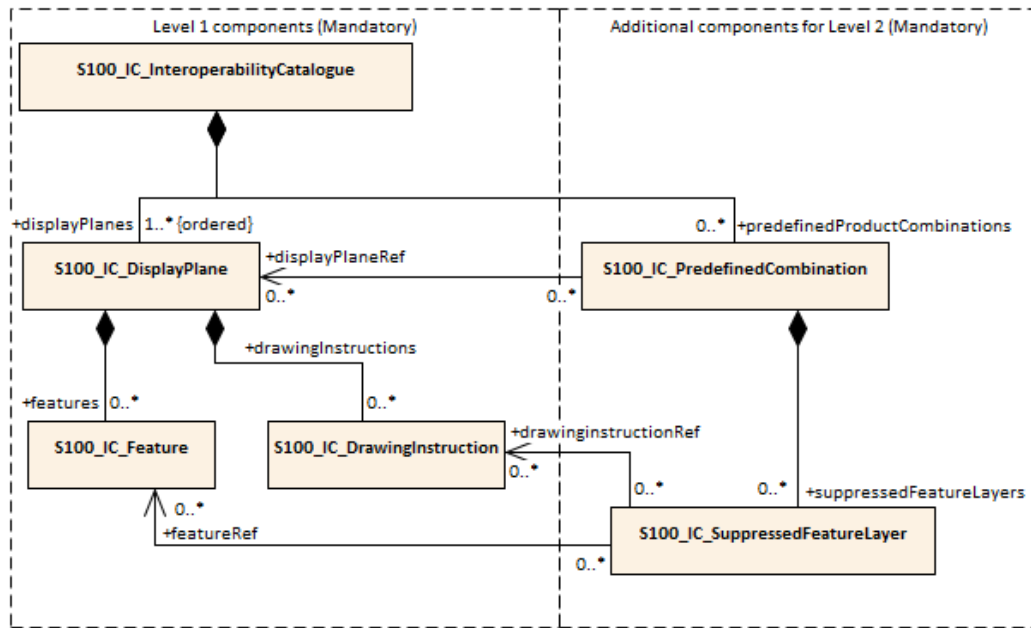 Level 1 components (Mandatory)
Additional components for Level 2 (Mandatory)
S100_IC_InteroperabilityCatalogue
+displayPlanes
1..* {ordered}
0..*
+predefinedProductCombinations
S100_IC_DisplayPlane
+displayPlaneRef
0..*
0..*
S100_IC_PredefinedCombination
+drawingInstructions
+features
0..*
0..*
S100_IC_Feature
S100_IC_DrawingInstruction
+drawinginstructionRef
0..*
0..*
0..*
+suppressedFeatureLayers
0..*
+featureRef
S100_IC_SuppressedFeatureLayer
0..*